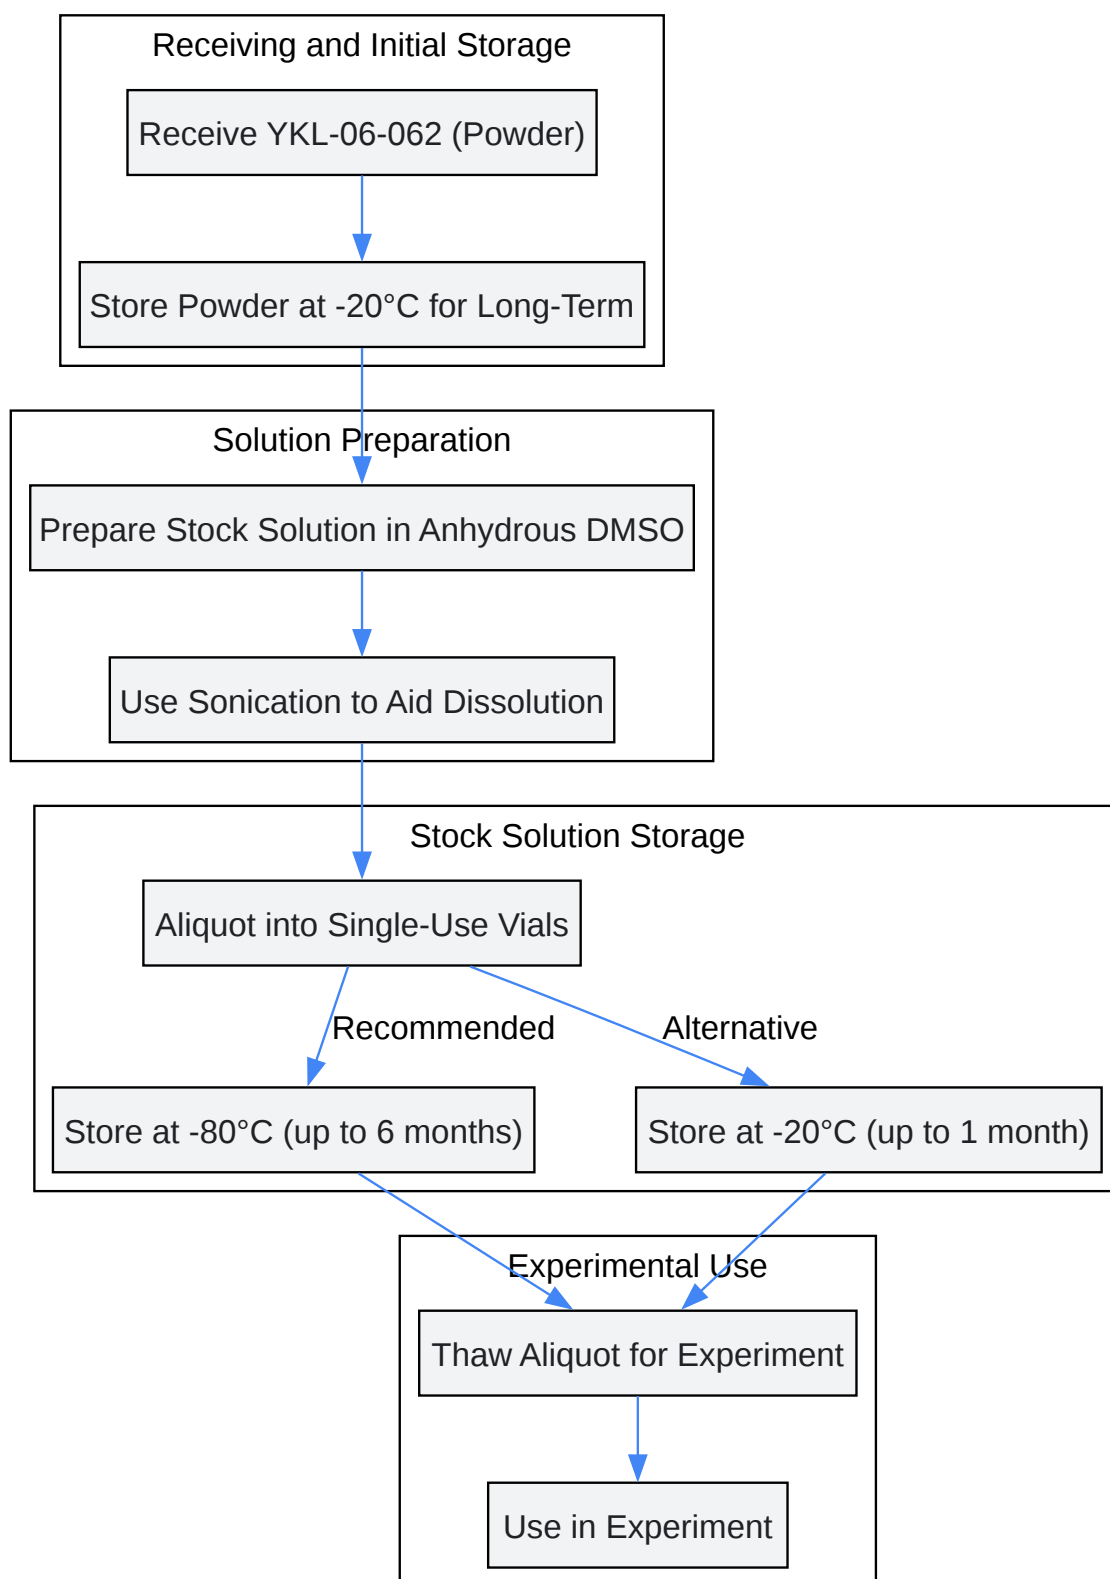 Receiving and Initial Storage
Receive YKL-06-062 (Powder)
Store Powder at -20°C for Long-Term
Solution Preparation
Prepare Stock Solution in Anhydrous DMSO
Use Sonication to Aid Dissolution
Stock Solution Storage
Aliquot into Single-Use Vials
Recommended
Alternative
Store at -80°C (up to 6 months)
Store at -20°C (up to 1 month)
Experimental Use
Thaw Aliquot for Experiment
Use in Experiment